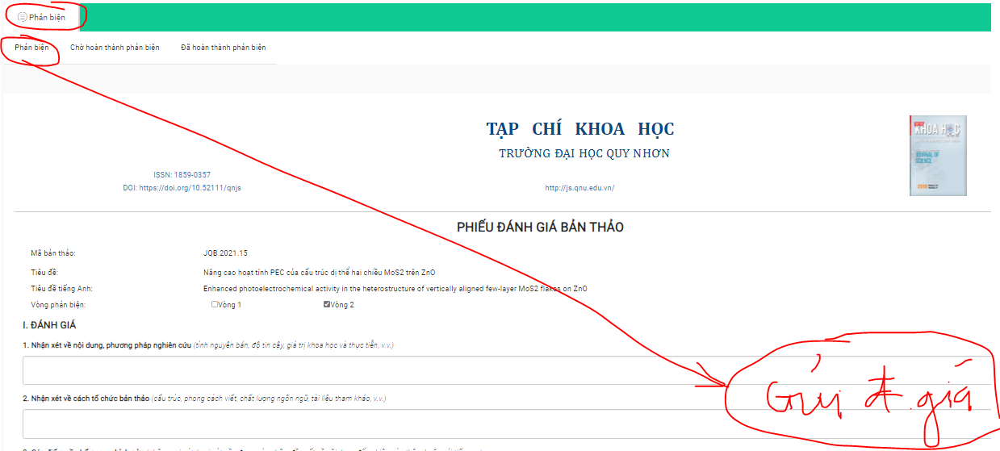 Phản biện
Phản biện Chờ hoàn thành phản biện Đã hoàn thành phản biện
TẠP CHÍ KHOA HỌC
TRƯỜNG ĐẠI HỌC QUY NHƠN
KHOA HỌC
JOURNAL OF
SCIENCE
ISSN: 1859-0357
DOI: https://doi.org/10.52111/qnjs
http://js.qnu.edu.vn/
PHIẾU ĐÁNH GIÁ BẢN THẢO
Mã bản thảo: JQB.2021.15
Tiêu đề: Nâng cao hoạt tính PEC của cấu trúc dị thể hai chiều MoS2 trên ZnO
Tiêu đề tiếng Anh: Enhanced photoelectrochemical activity in the heterostructure of vertically aligned few-layer MoS2 flakes on ZnO
Vòng phản biện: Vòng 1 Vòng 2
I. ĐÁNH GIÁ
1. Nhận xét về nội dung, phương pháp nghiên cứu (tính nguyên bản, độ tin cậy, giá trị khoa học và thực tiễn, v.v.)
Gửi đ.giá
2. Nhận xét về cách tổ chức bản thảo (cấu trúc, phong cách viết, chất lượng ngôn ngữ, tài liệu tham khảo, v.v.)